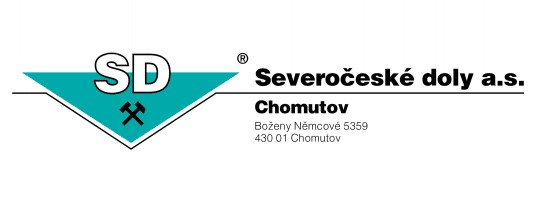 SD ®
Severočeské doly a.s.
Chomutov
Boženy Němcové 5359
430 01 Chomutov